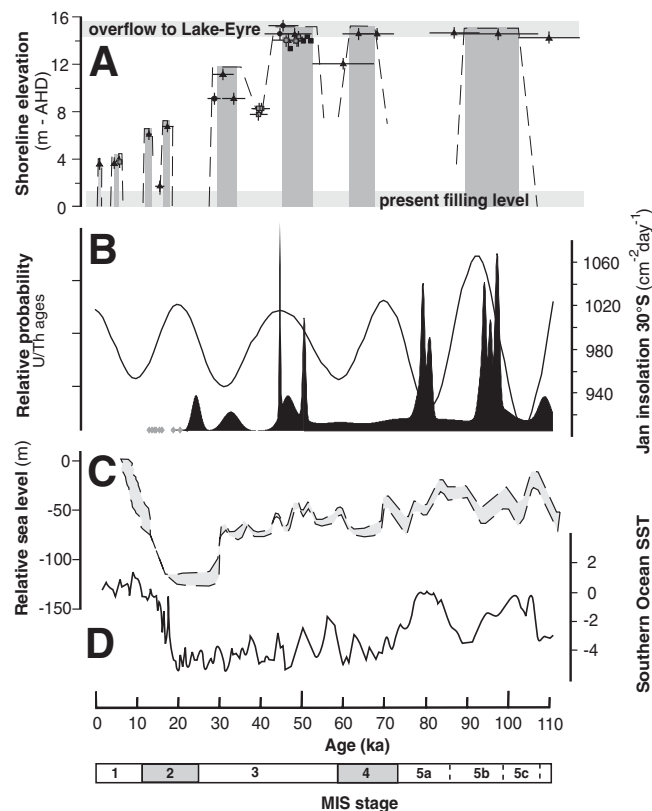 16
overflow to Lake-Eyre
A
12
8
4
0
Shoreline elevation
(m - AHD)
present filling level
B
Relative probability
U/Th ages
1060
1020
980
940
Jan insolation 30°S (cm-2day-1)
C
0
-50
-100
-150
Relative sea level (m)
D
2
0
-2
-4
Southern Ocean SST
0 10 20 30 40 50 60 70 80 90 100 110
Age (ka)
1 2 3 4 5a 5b 5c
MIS stage